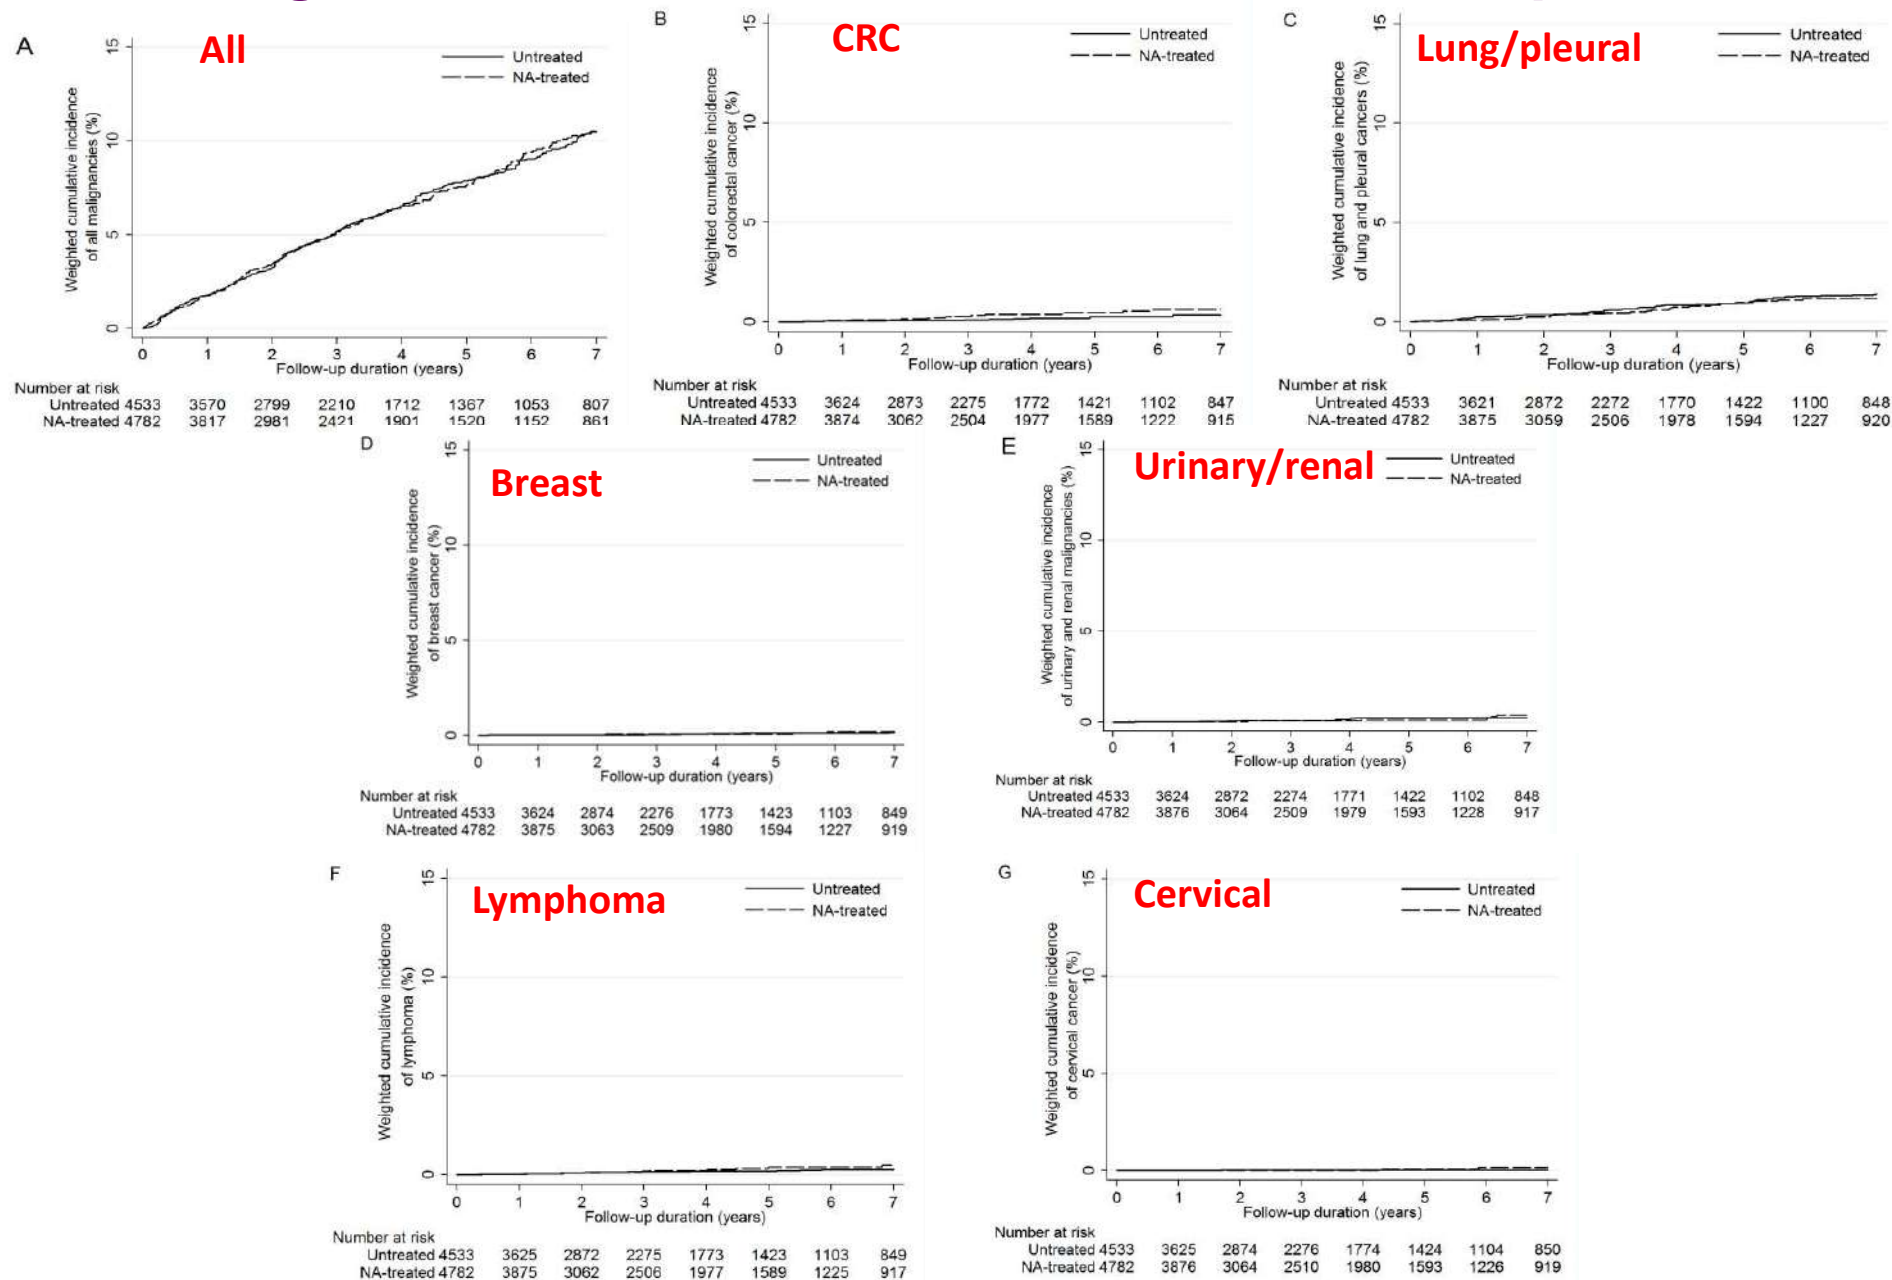 A
All
15
10
5
0
Weighted cumulative incidence
of all malignancies (%)
Untreated
NA-treated
0 1 2 3 4 5 6 7
Follow-up duration (years)
Number at risk
Untreated 4533 3570 2799 2210 1712 1367 1053 807
NA-treated 4782 3817 2981 2421 1901 1520 1152 861
B
CRC
15
10
5
0
Weighted cumulative incidence
of colorectal cancer (%)
Untreated
NA-treated
0 1 2 3 4 5 6 7
Follow-up duration (years)
Number at risk
Untreated 4533 3624 2873 2275 1772 1421 1102 847
NA-treated 4782 3874 3062 2504 1977 1589 1222 915
C
Lung/pleural
15
10
5
0
Weighted cumulative incidence
of lung and pleural cancers (%)
Untreated
NA-treated
0 1 2 3 4 5 6 7
Follow-up duration (years)
Number at risk
Untreated 4533 3621 2872 2272 1770 1422 1100 848
NA-treated 4782 3875 3059 2506 1978 1594 1227 920
D
Breast
15
10
5
0
Weighted cumulative incidence
of breast cancer (%)
Untreated
NA-treated
0 1 2 3 4 5 6 7
Follow-up duration (years)
Number at risk
Untreated 4533 3624 2874 2276 1773 1423 1103 849
NA-treated 4782 3875 3063 2509 1980 1594 1227 919
E
Urinary/renal
15
10
5
0
Weighted cumulative incidence
of urinary and renal malignancies (%)
Untreated
NA-treated
0 1 2 3 4 5 6 7
Follow-up duration (years)
Number at risk
Untreated 4533 3624 2872 2274 1771 1422 1102 848
NA-treated 4782 3876 3064 2509 1979 1593 1228 917
F
Lymphoma
15
10
5
0
Weighted cumulative incidence
of lymphoma (%)
Untreated
NA-treated
0 1 2 3 4 5 6 7
Follow-up duration (years)
Number at risk
Untreated 4533 3625 2872 2275 1773 1423 1103 849
NA-treated 4782 3875 3062 2506 1977 1589 1225 917
G
Cervical
15
10
5
0
Weighted cumulative incidence
of cervical cancer (%)
Untreated
NA-treated
0 1 2 3 4 5 6 7
Follow-up duration (years)
Number at risk
Untreated 4533 3625 2874 2276 1774 1424 1104 850
NA-treated 4782 3876 3064 2510 1980 1593 1226 919